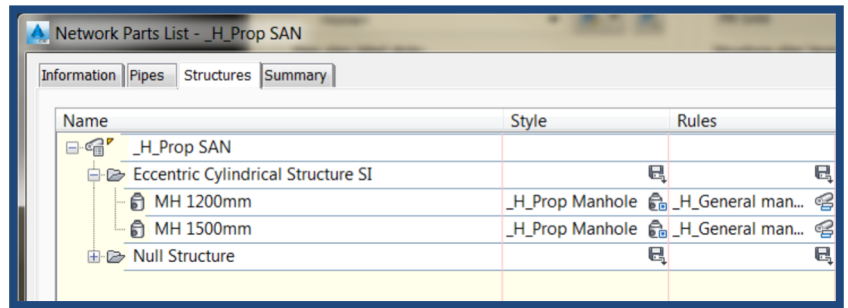 Network Parts List - _H_Prop SAN
Information Pipes Structures Summary
Name Style Rules
_H_Prop SAN
Eccentric Cylindrical Structure SI
MH 1200mm _H_Prop Manhole _H_General man...
MH 1500mm _H_Prop Manhole _H_General man...
Null Structure